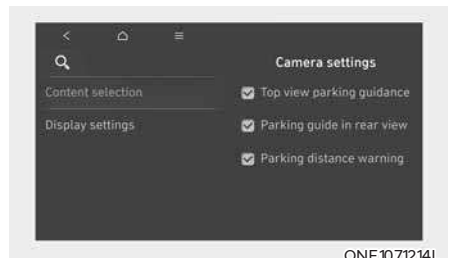 Camera settings
Content selection
Top view parking guidance
Display settings
Parking guide in rear view
Parking distance warning
ONE1071214L